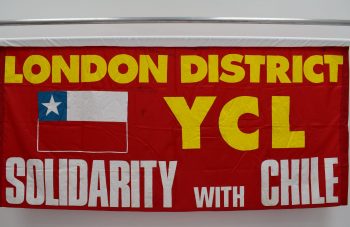 LONDON DISTRICT
YCL
SOLIDARITY WITH CHILE